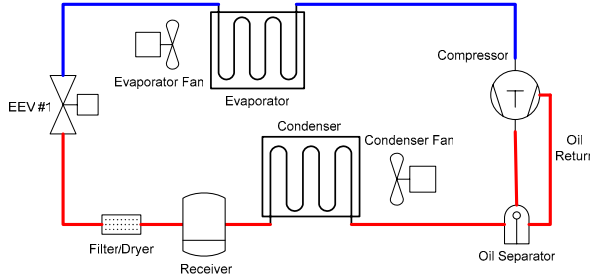 Compressor
Evaporator Fan
Evaporator
EEV #1
T
Condenser
Condenser Fan
Oil
Return
Filter/Dryer
Receiver
Oil Separator